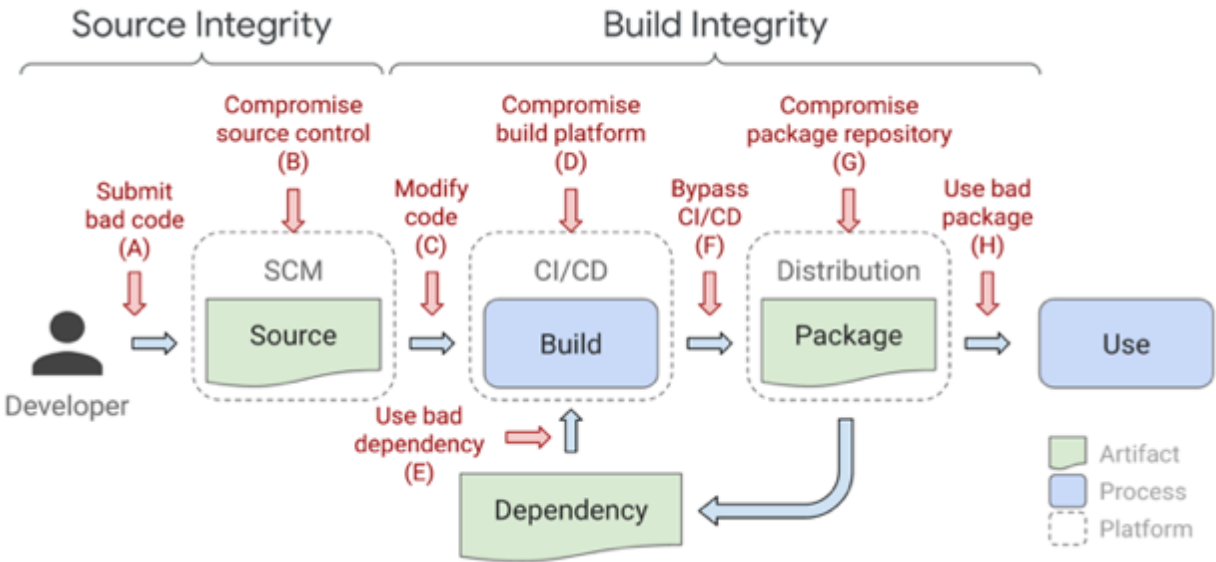 Source Integrity
Build Integrity
Compromise
source control
(B)
Compromise
build platform
(D)
Compromise
package repository
(G)
Submit
bad code
(A)
Modify
code
(C)
Bypass
CI/CD
(F)
Use bad
package
(H)
SCM
CI/CD
Distribution
Source
Build
Package
Use
Developer
Use bad
dependency
(E)
Dependency
Artifact
Process
Platform